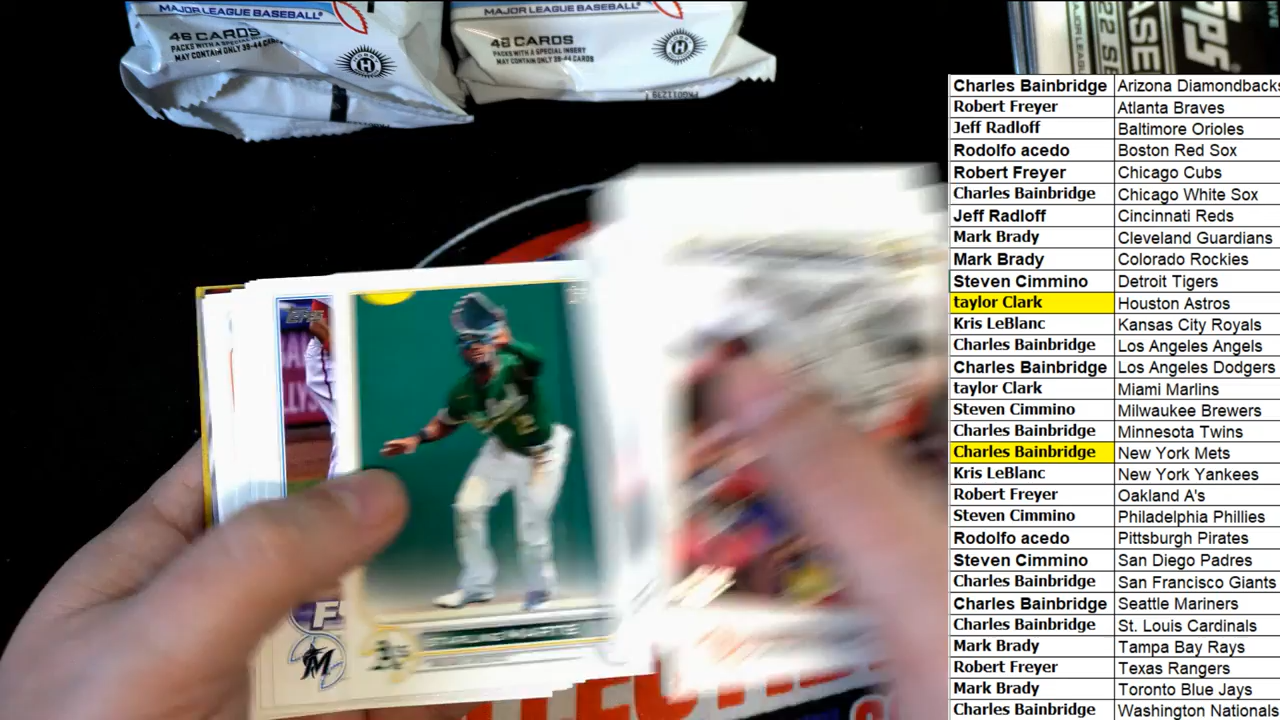 MAJOR LEAGUE BASEBALL
MAJOR LEAGUE BASEBALL
46 CARDS
PACKS WITH A SPECIAL INSERT
MAY CONTAIN ONLY 39-44 CARDS
H
46 CARDS
PACKS WITH A SPECIAL INSERT
MAY CONTAIN ONLY 39-44 CARDS
H
Charles Bainbridge Arizona Diamondbacks
Robert Freyer Atlanta Braves
Jeff Radloff Baltimore Orioles
Rodolfo acedo Boston Red Sox
Robert Freyer Chicago Cubs
Charles Bainbridge Chicago White Sox
Jeff Radloff Cincinnati Reds
Mark Brady Cleveland Guardians
Mark Brady Colorado Rockies
Steven Cimmino Detroit Tigers
taylor Clark Houston Astros
Kris LeBlanc Kansas City Royals
Charles Bainbridge Los Angeles Angels
Charles Bainbridge Los Angeles Dodgers
taylor Clark Miami Marlins
Steven Cimmino Milwaukee Brewers
Charles Bainbridge Minnesota Twins
Charles Bainbridge New York Mets
Kris LeBlanc New York Yankees
Robert Freyer Oakland A's
Steven Cimmino Philadelphia Phillies
Rodolfo acedo Pittsburgh Pirates
Steven Cimmino San Diego Padres
Charles Bainbridge San Francisco Giants
Charles Bainbridge Seattle Mariners
Charles Bainbridge St. Louis Cardinals
Mark Brady Tampa Bay Rays
Robert Freyer Texas Rangers
Mark Brady Toronto Blue Jays
Charles Bainbridge Washington Nationals
12
F
M
A's